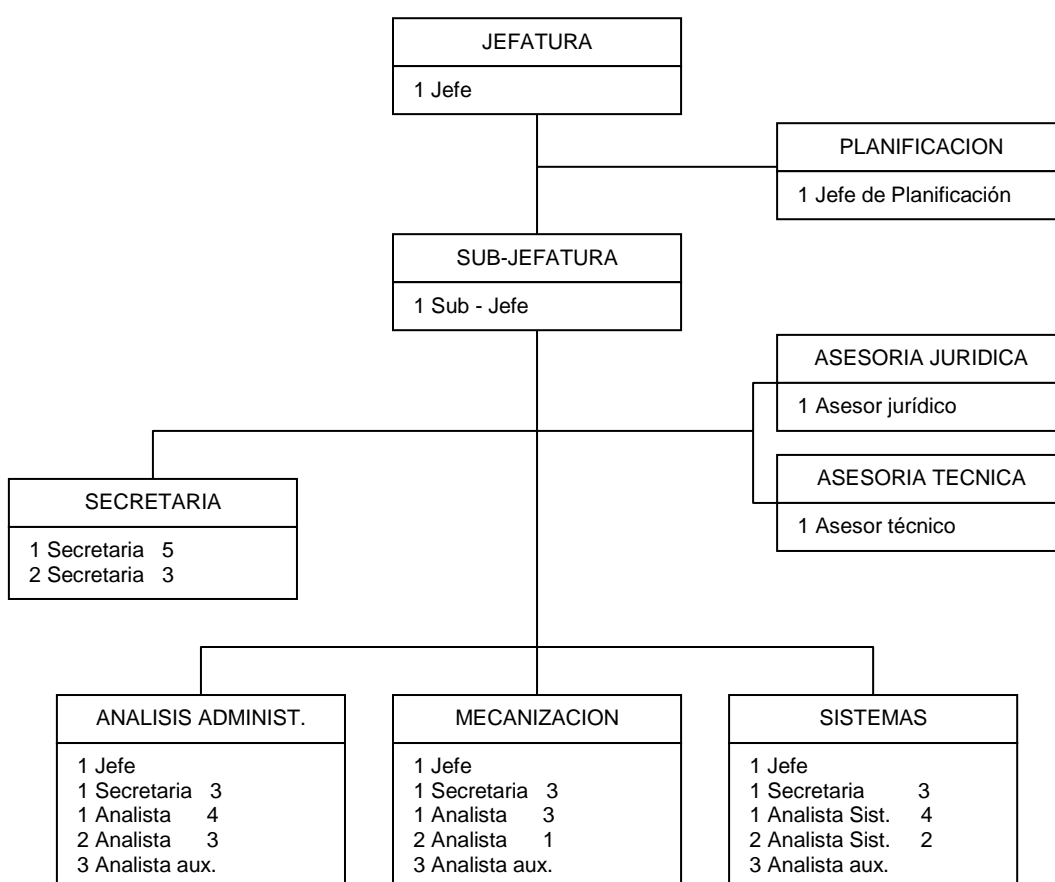 JEFATURA
1 Jefe
PLANIFICACION
1 Jefe de Planificación
SUB-JEFATURA
1 Sub - Jefe
ASESORIA JURIDICA
1 Asesor jurídico
ASESORIA TECNICA
1 Asesor técnico
SECRETARIA
1 Secretaria 5
2 Secretaria 3
ANALISIS ADMINIST.
1 Jefe
1 Secretaria 3
1 Analista 4
2 Analista 3
3 Analista aux.
MECANIZACION
1 Jefe
1 Secretaria 3
1 Analista 3
2 Analista 1
3 Analista aux.
SISTEMAS
1 Jefe
1 Secretaria 3
1 Analista Sist. 4
2 Analista Sist. 2
3 Analista aux.